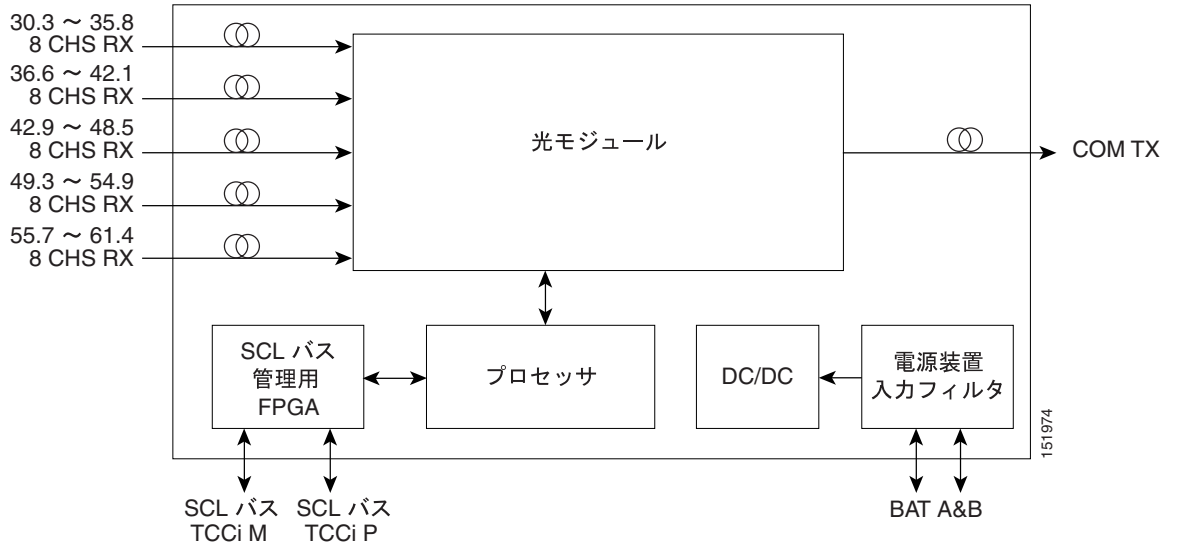 30.3 ～ 35.8
8 CHS RX
36.6 ～ 42.1
8 CHS RX
42.9 ～ 48.5
8 CHS RX
49.3 ～ 54.9
8 CHS RX
55.7 ～ 61.4
8 CHS RX
光モジュール
COM TX
SCL バス
管理用
FPGA
プロセッサ
DC/DC
電源装置
入力フィルタ
151974
SCL バス
TCCi M
SCL バス
TCCi P
BAT A&B